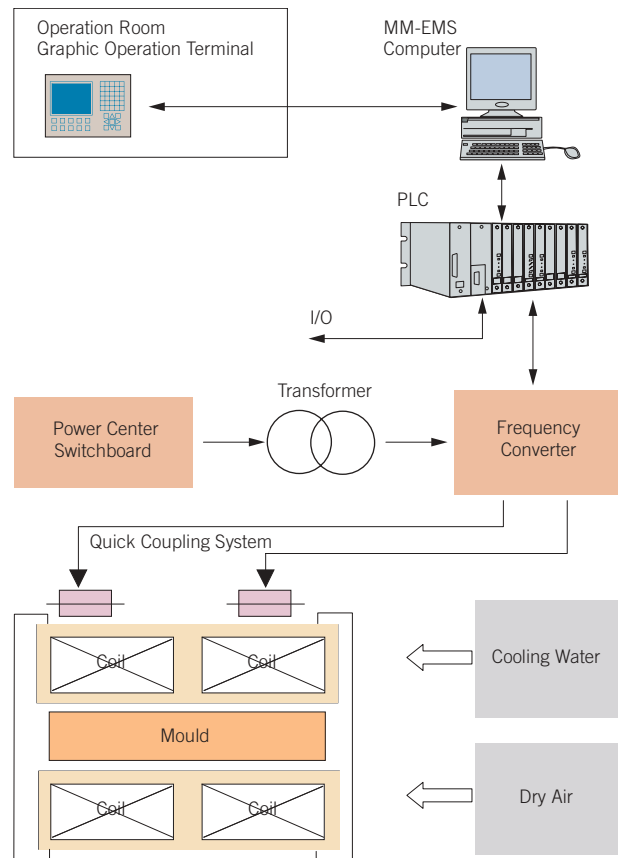 Operation Room
Graphic Operation Terminal
MM-EMS
Computer
PLC
I/O
Transformer
Power Center
Switchboard
Frequency
Converter
Quick Coupling System
Coil
Coil
Cooling Water
Mould
Coil
Coil
Dry Air